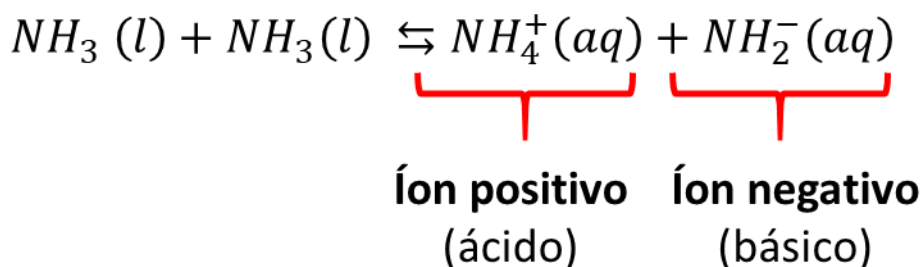 NH₃ (l) + NH₃(l) ⇆ NH₄⁺(aq) + NH₂⁻(aq)
Íon positivo Íon negativo
(ácido) (básico)